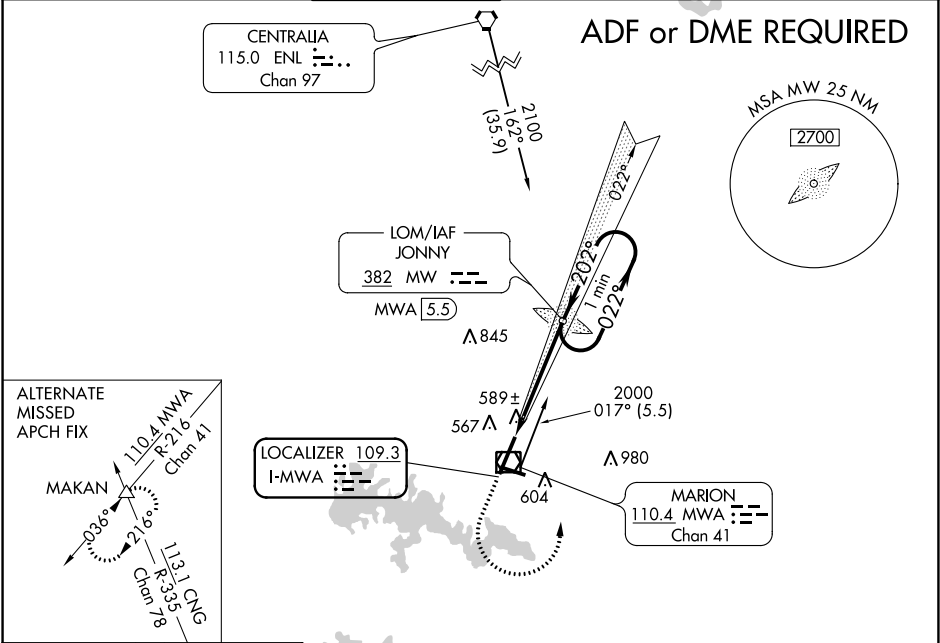 ADF or DME REQUIRED
CENTRALIA
115.0 ENL
Chan 97
2100
162°
(35.9)
MSA MW 25 NM
2700
022°
LOM/IAF
JONNY
382 MW
MWA 5.5
202°
1 min
022°
845
589±
567
2000
017° (5.5)
980
604
LOCALIZER 109.3
I-MWA
MARION
110.4 MWA
Chan 41
ALTERNATE
MISSED
APCH FIX
110.4 MWA
R-216
Chan 41
MAKAN
036°
216°
113.1 CNG
R-335
Chan 78